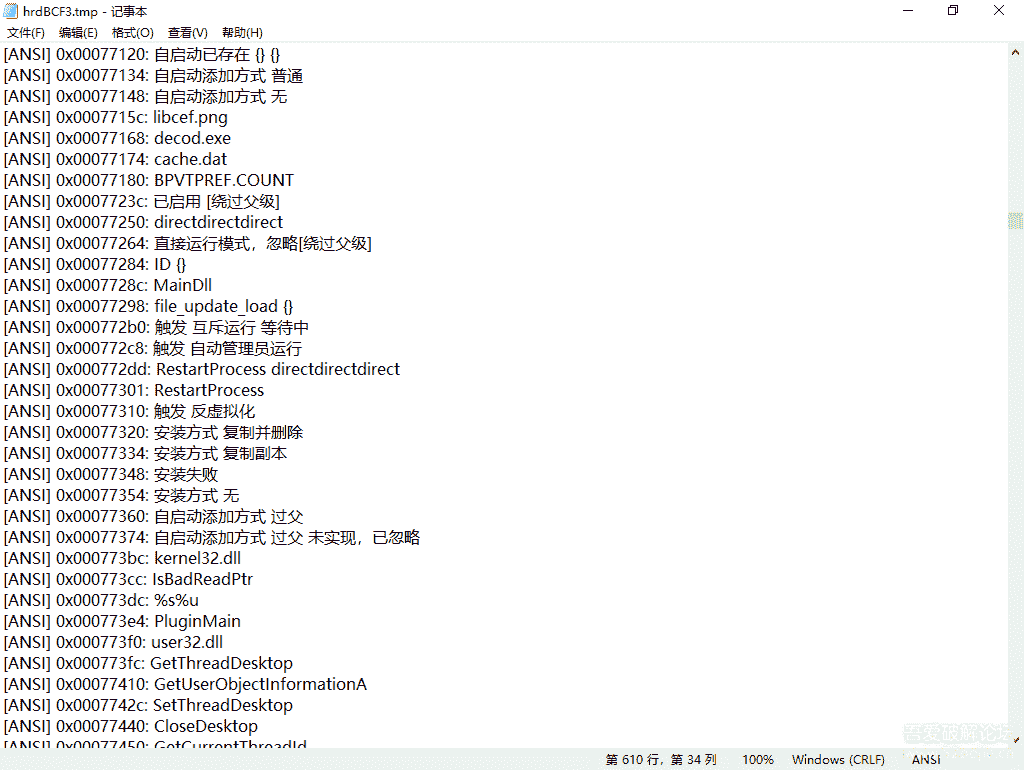 hrdBCF3.tmp - 记事本
文件(F) 编辑(E) 格式(O) 查看(V) 帮助(H)
[ANSI] 0x00077120: 自启动已存在 {} {}
[ANSI] 0x00077134: 自启动添加方式 普通
[ANSI] 0x00077148: 自启动添加方式 无
[ANSI] 0x0007715c: libcef.png
[ANSI] 0x00077168: decod.exe
[ANSI] 0x00077174: cache.dat
[ANSI] 0x00077180: BPVTPREF.COUNT
[ANSI] 0x0007723c: 已启用 [绕过父级]
[ANSI] 0x00077250: directdirectdirect
[ANSI] 0x00077264: 直接运行模式，忽略[绕过父级]
[ANSI] 0x00077284: ID {}
[ANSI] 0x0007728c: MainDll
[ANSI] 0x00077298: file_update_load {}
[ANSI] 0x000772b0: 触发 互斥运行 等待中
[ANSI] 0x000772c8: 触发 自动管理员运行
[ANSI] 0x000772dd: RestartProcess directdirectdirect
[ANSI] 0x00077301: RestartProcess
[ANSI] 0x00077310: 触发 反虚拟化
[ANSI] 0x00077320: 安装方式 复制并删除
[ANSI] 0x00077334: 安装方式 复制副本
[ANSI] 0x00077348: 安装失败
[ANSI] 0x00077354: 安装方式 无
[ANSI] 0x00077360: 自启动添加方式 过父
[ANSI] 0x00077374: 自启动添加方式 过父 未实现，已忽略
[ANSI] 0x000773bc: kernel32.dll
[ANSI] 0x000773cc: IsBadReadPtr
[ANSI] 0x000773dc: %s%u
[ANSI] 0x000773e4: PluginMain
[ANSI] 0x000773f0: user32.dll
[ANSI] 0x000773fc: GetThreadDesktop
[ANSI] 0x00077410: GetUserObjectInformationA
[ANSI] 0x0007742c: SetThreadDesktop
[ANSI] 0x00077440: CloseDesktop
[ANSI] 0x00077450: GetCurrentThreadId
吾爱破解论坛
第 610 行，第 34 列 100% Windows (CRLF) ANSI